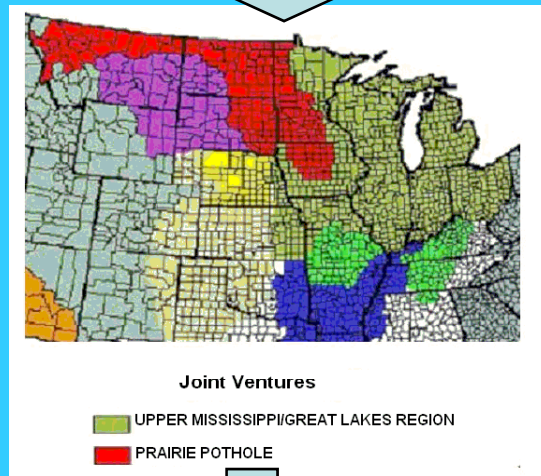 Joint Ventures
UPPER MISSISSIPPI/GREAT LAKES REGION
PRAIRIE POTHOLE